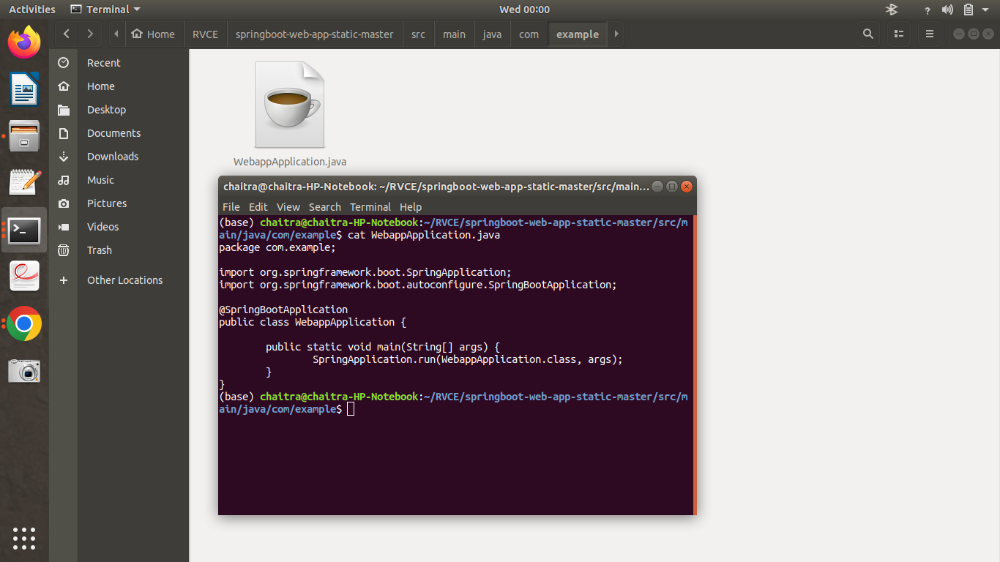 Activities
Terminal
Wed 00:00
?
Home
RVCE
springboot-web-app-static-master
src
main
java
com
example
Recent
Home
Desktop
Documents
Downloads
Music
Pictures
Videos
Trash
+ Other Locations
WebappApplication.java
chaitra@chaitra-HP-Notebook: ~/RVCE/springboot-web-app-static-master/src/main...
File Edit View Search Terminal Help
(base) chaitra@chaitra-HP-Notebook:~/RVCE/springboot-web-app-static-master/src/m
ain/java/com/example$ cat WebappApplication.java
package com.example;
import org.springframework.boot.SpringApplication;
import org.springframework.boot.autoconfigure.SpringBootApplication;
@SpringBootApplication
public class WebappApplication {
public static void main(String[] args) {
SpringApplication.run(WebappApplication.class, args);
}
}
(base) chaitra@chaitra-HP-Notebook:~/RVCE/springboot-web-app-static-master/src/m
ain/java/com/example$